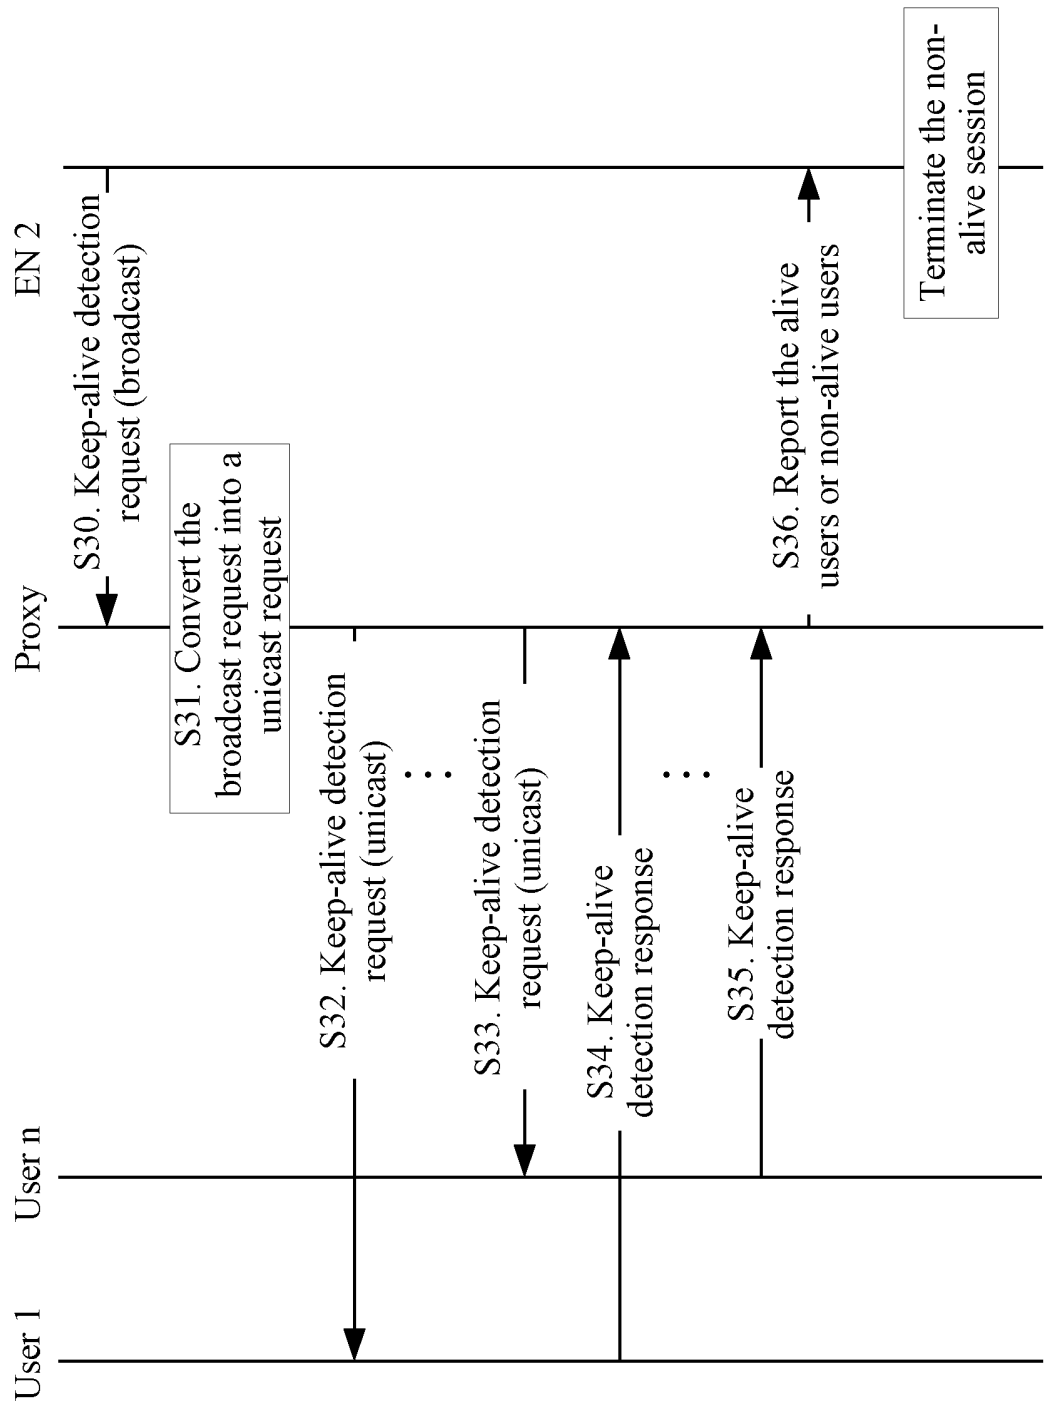 User 1
User n
Proxy
EN 2
S30. Keep-alive detection
request (broadcast)
S31. Convert the
broadcast request into a
unicast request
S32. Keep-alive detection
request (unicast)
...
S33. Keep-alive detection
request (unicast)
S34. Keep-alive
detection response
...
S35. Keep-alive
detection response
S36. Report the alive
users or non-alive users
Terminate the non-
alive session